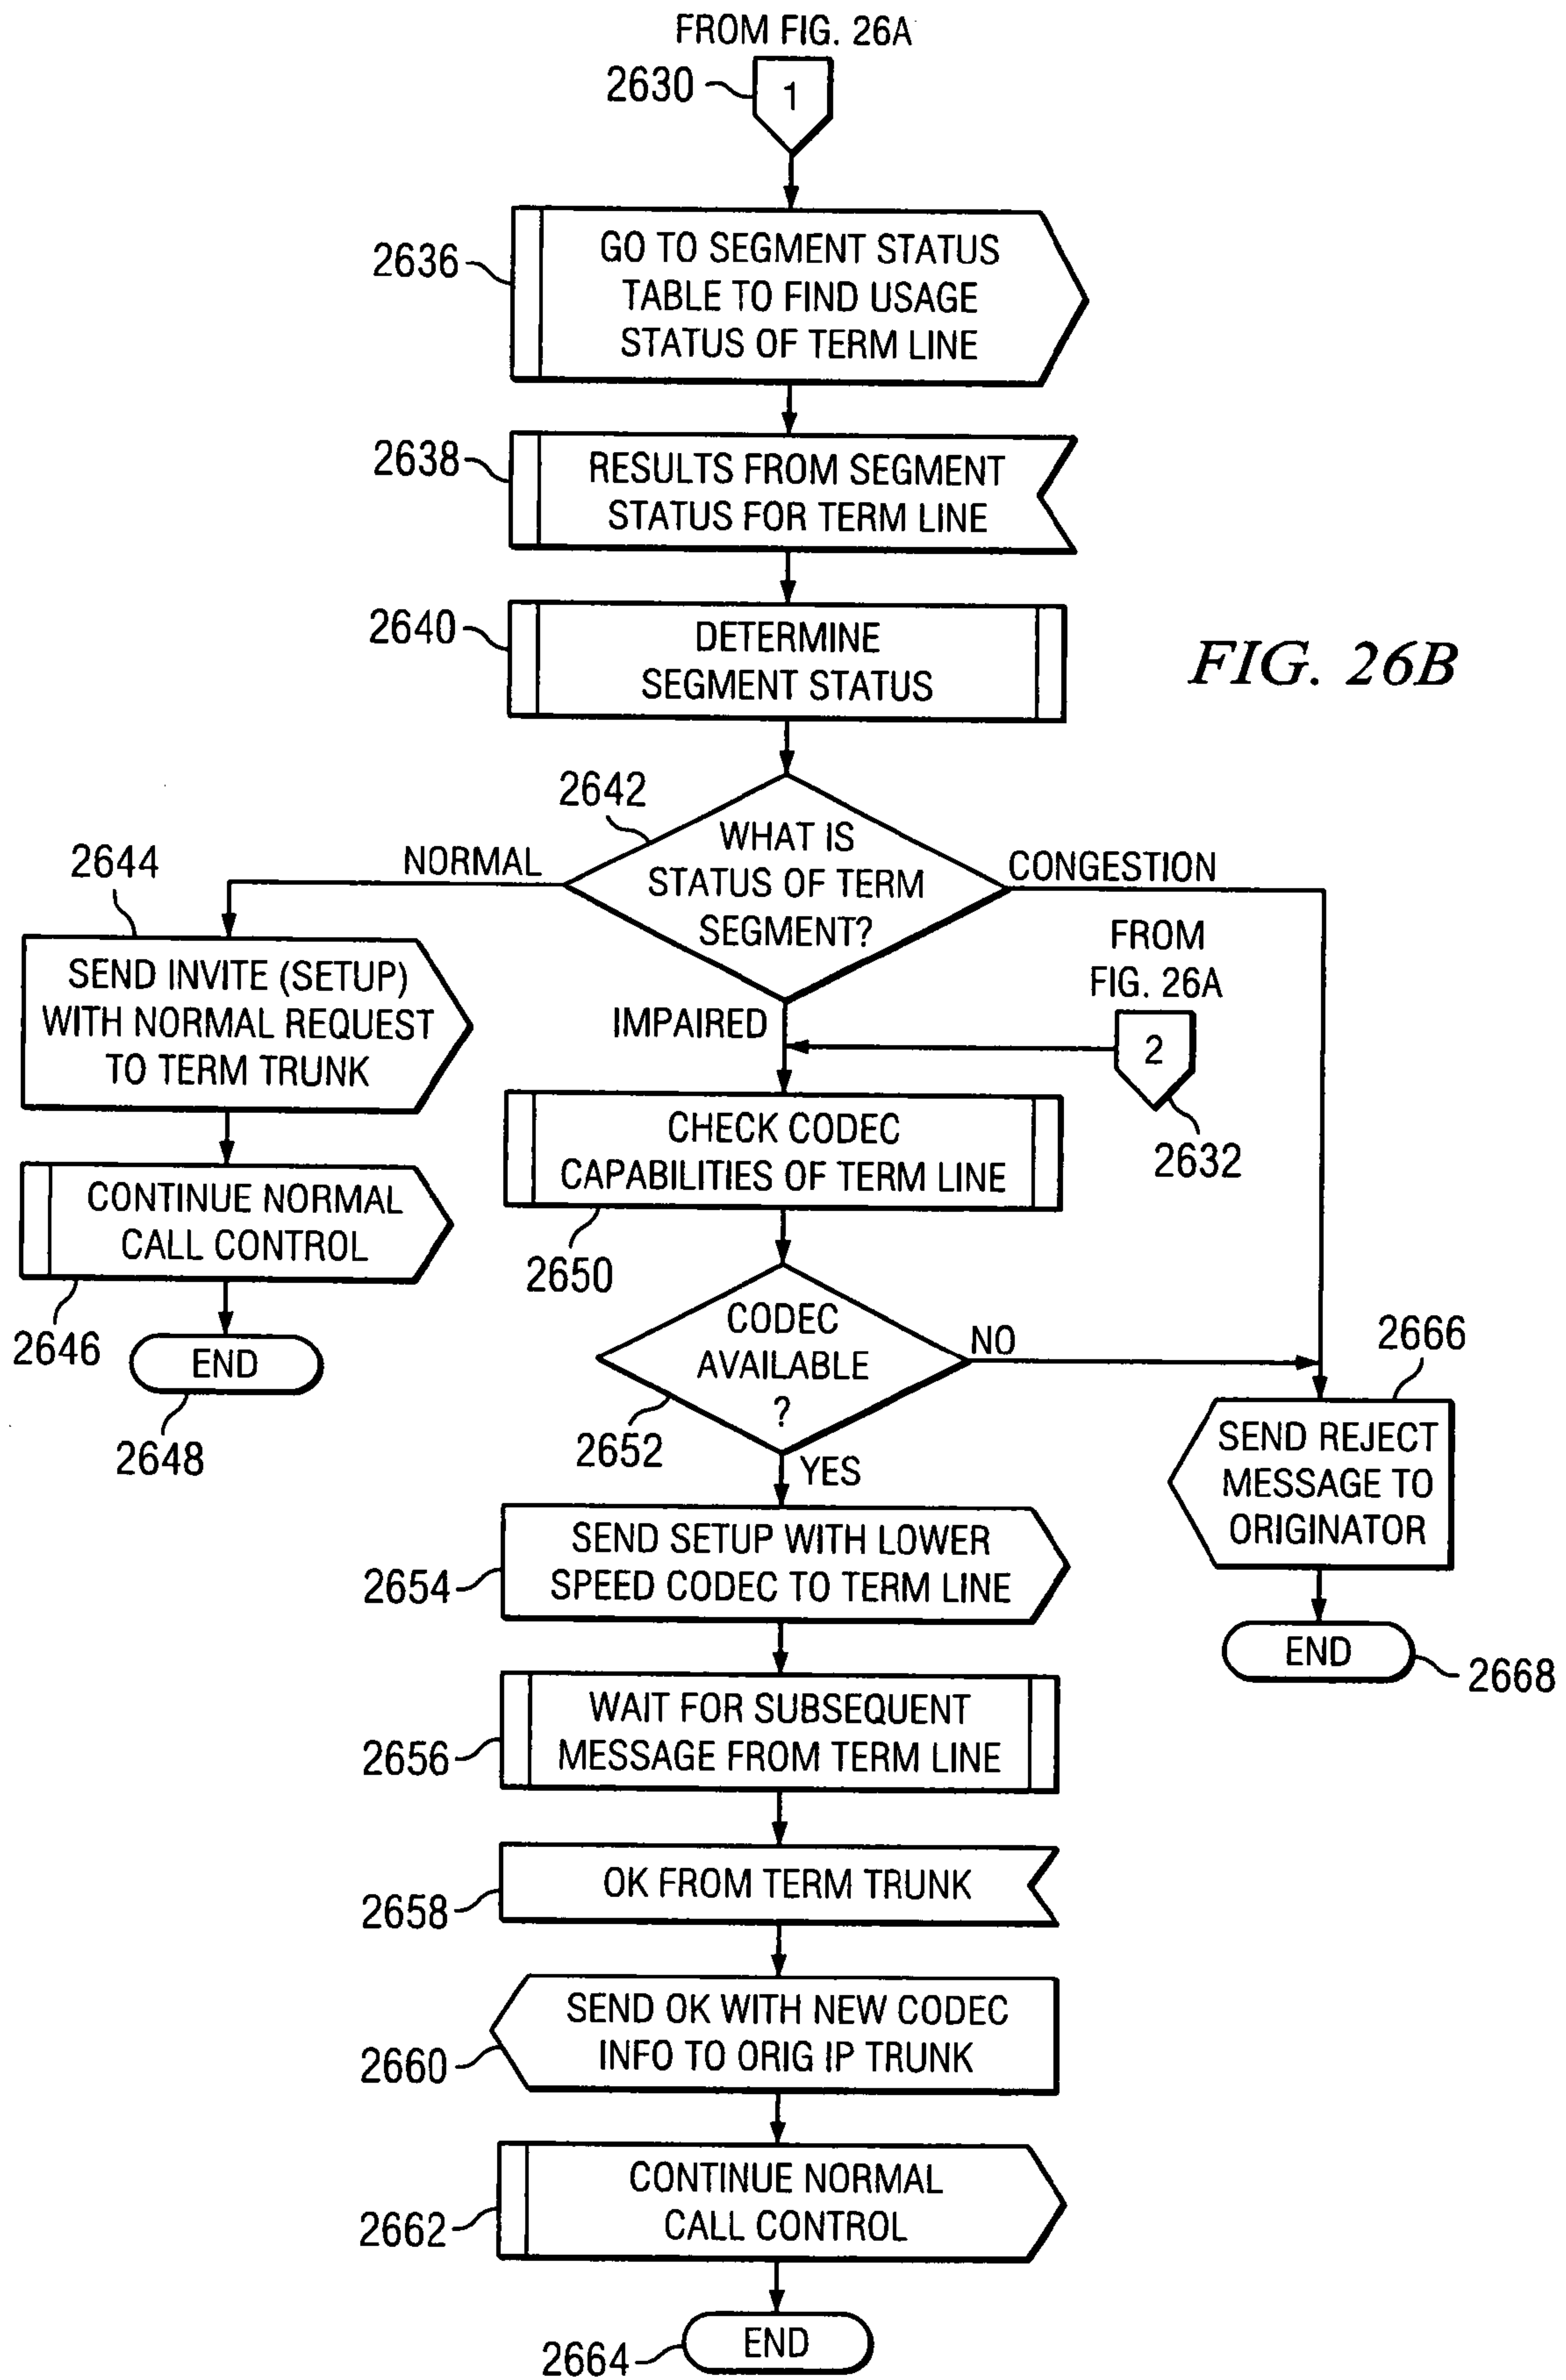 FROM FIG. 26A
2630
1
2636
GO TO SEGMENT STATUS
TABLE TO FIND USAGE
STATUS OF TERM LINE
2638
RESULTS FROM SEGMENT
STATUS FOR TERM LINE
2640
DETERMINE
SEGMENT STATUS
FIG. 26B
2642
WHAT IS
STATUS OF TERM
SEGMENT?
NORMAL
CONGESTION
IMPAIRED
2644
SEND INVITE (SETUP)
WITH NORMAL REQUEST
TO TERM TRUNK
CONTINUE NORMAL
CALL CONTROL
2646
END
2648
FROM
FIG. 26A
2
2632
CHECK CODEC
CAPABILITIES OF TERM LINE
2650
CODEC
AVAILABLE
?
2652
NO
YES
2666
SEND REJECT
MESSAGE TO
ORIGINATOR
END
2668
2654
SEND SETUP WITH LOWER
SPEED CODEC TO TERM LINE
2656
WAIT FOR SUBSEQUENT
MESSAGE FROM TERM LINE
2658
OK FROM TERM TRUNK
2660
SEND OK WITH NEW CODEC
INFO TO ORIG IP TRUNK
2662
CONTINUE NORMAL
CALL CONTROL
2664
END